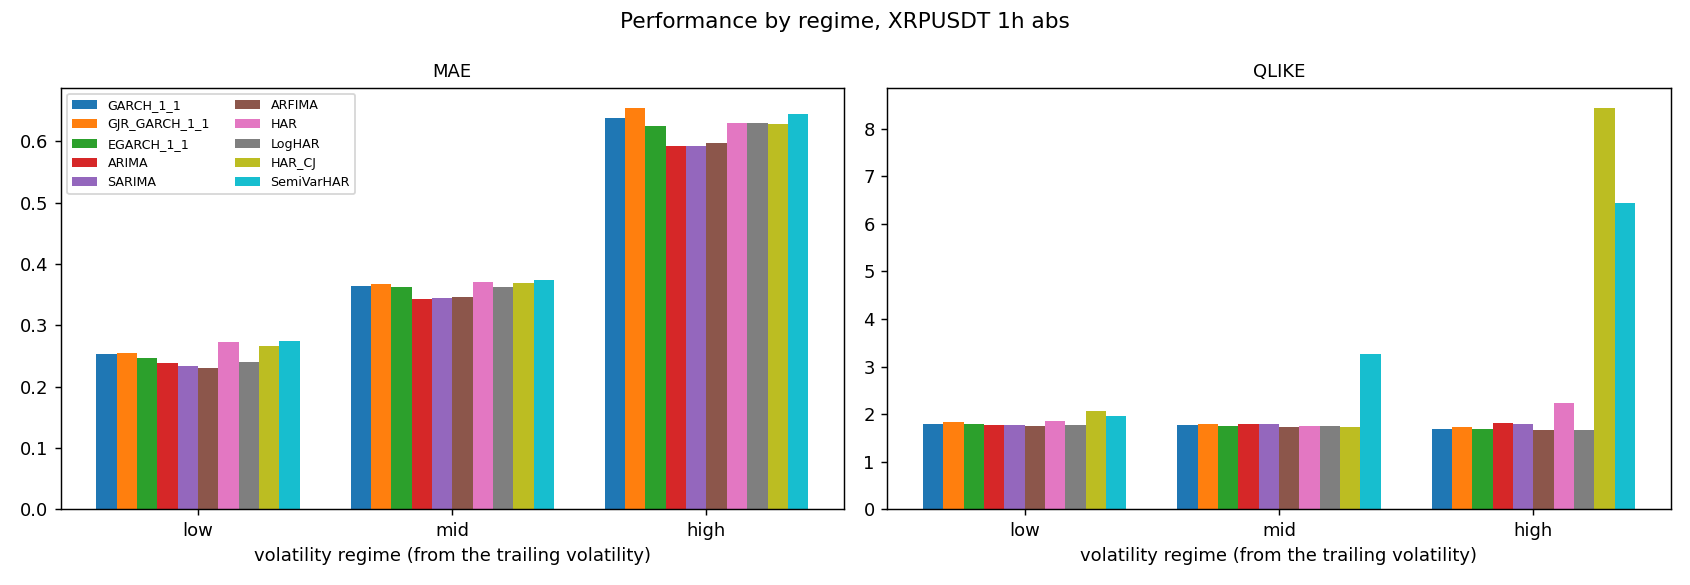 Performance by regime, XRPUSDT 1h abs
MAE
GARCH_1_1
GJR_GARCH_1_1
EGARCH_1_1
ARIMA
SARIMA
ARFIMA
HAR
LogHAR
HAR_CJ
SemiVarHAR
0.6
0.5
0.4
0.3
0.2
0.1
0.0
low
mid
high
volatility regime (from the trailing volatility)
QLIKE
8
7
6
5
4
3
2
1
0
low
mid
high
volatility regime (from the trailing volatility)